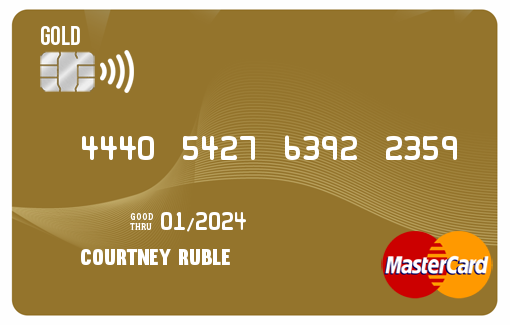 GOLD
4440 5427 6392 2359
GOOD THRU 01/2024
COURTNEY RUBLE
MasterCard